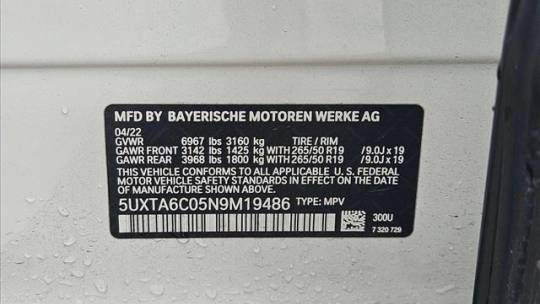 MFD BY BAYERISCHE MOTOREN WERKE AG
04/22
GVWR 6967 lbs 3160 kg TIRE / RIM
GAWR FRONT 3142 lbs 1425 kg WITH 265/50 R19 /9.0J x 19
GAWR REAR 3968 lbs 1800 kg WITH 265/50 R19 /9.0J x 19
THIS VEHICLE CONFORMS TO ALL APPLICABLE U. S. FEDERAL
MOTOR VEHICLE SAFETY STANDARDS IN EFFECT ON THE DATE OF
MANUFACTURE SHOWN ABOVE.
5UXTA6C05N9M19486 TYPE: MPV
300U
7 320 729